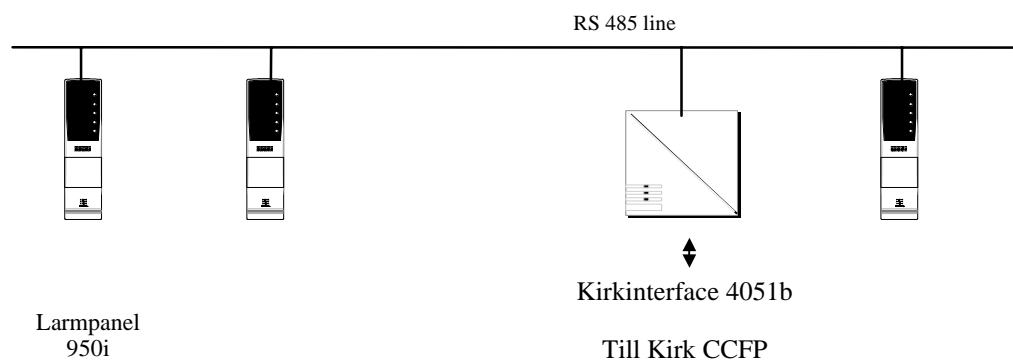 RS 485 line
Kirkinterface 4051b
Larmpanel
950i
Till Kirk CCFP